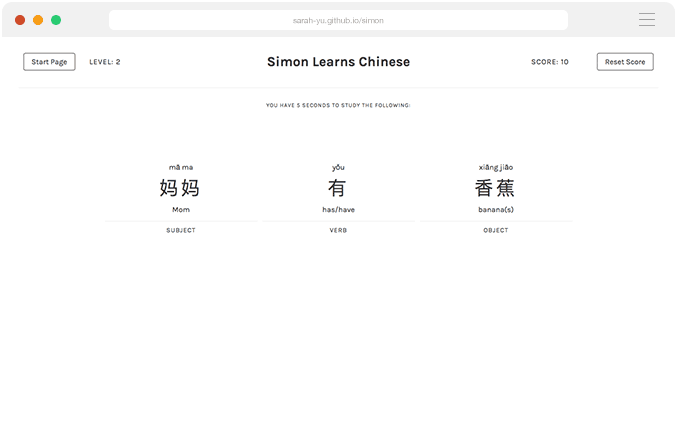 sarah-yu.github.io/simon
Start Page LEVEL: 2 Simon Learns Chinese SCORE: 10 Reset Score
YOU HAVE 5 SECONDS TO STUDY THE FOLLOWING:
mā ma yǒu xiāng jiāo
妈妈 有 香蕉
Mom has/have banana(s)
SUBJECT VERB OBJECT